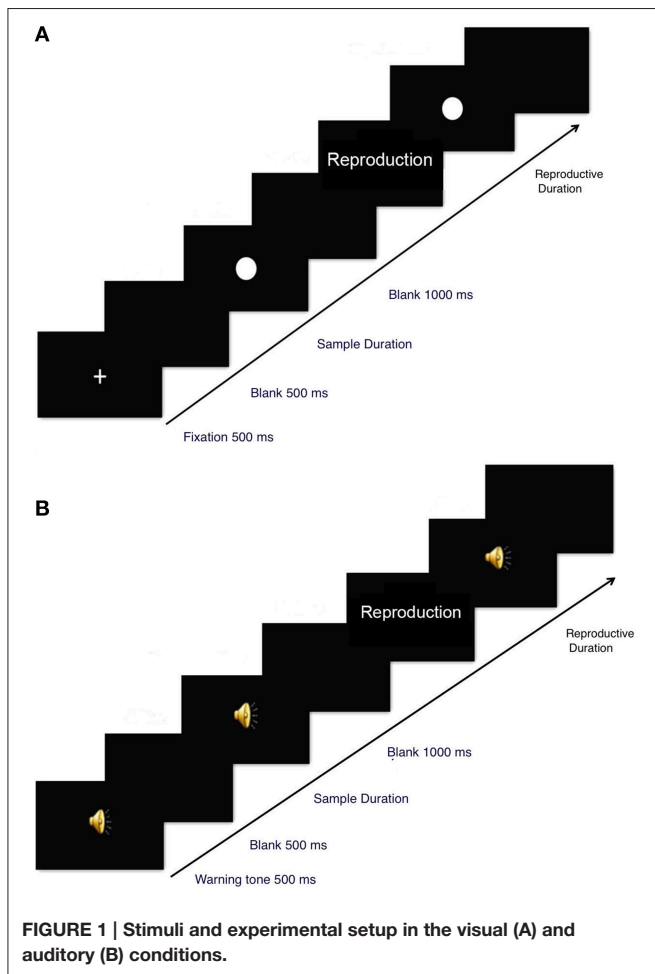 A
Reproduction
Reproductive
Duration
Blank 1000 ms
Sample Duration
Blank 500 ms
Fixation 500 ms
B
Reproduction
Reproductive
Duration
Blank 1000 ms
Sample Duration
Blank 500 ms
Warning tone 500 ms
FIGURE 1 | Stimuli and experimental setup in the visual (A) and
auditory (B) conditions.